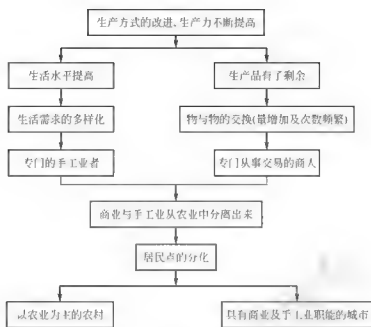 生产方式的改进、生产力不断提高
生活水平提高
生产品有了剩余
生活需求的多样化
物与物的交换(量增加及次数频繁)
专门的手工业者
专门从事交易的商人
商业与手工业从农业中分离出来
居民点的分化
以农业为主的农村
具有商业及手工业职能的城市